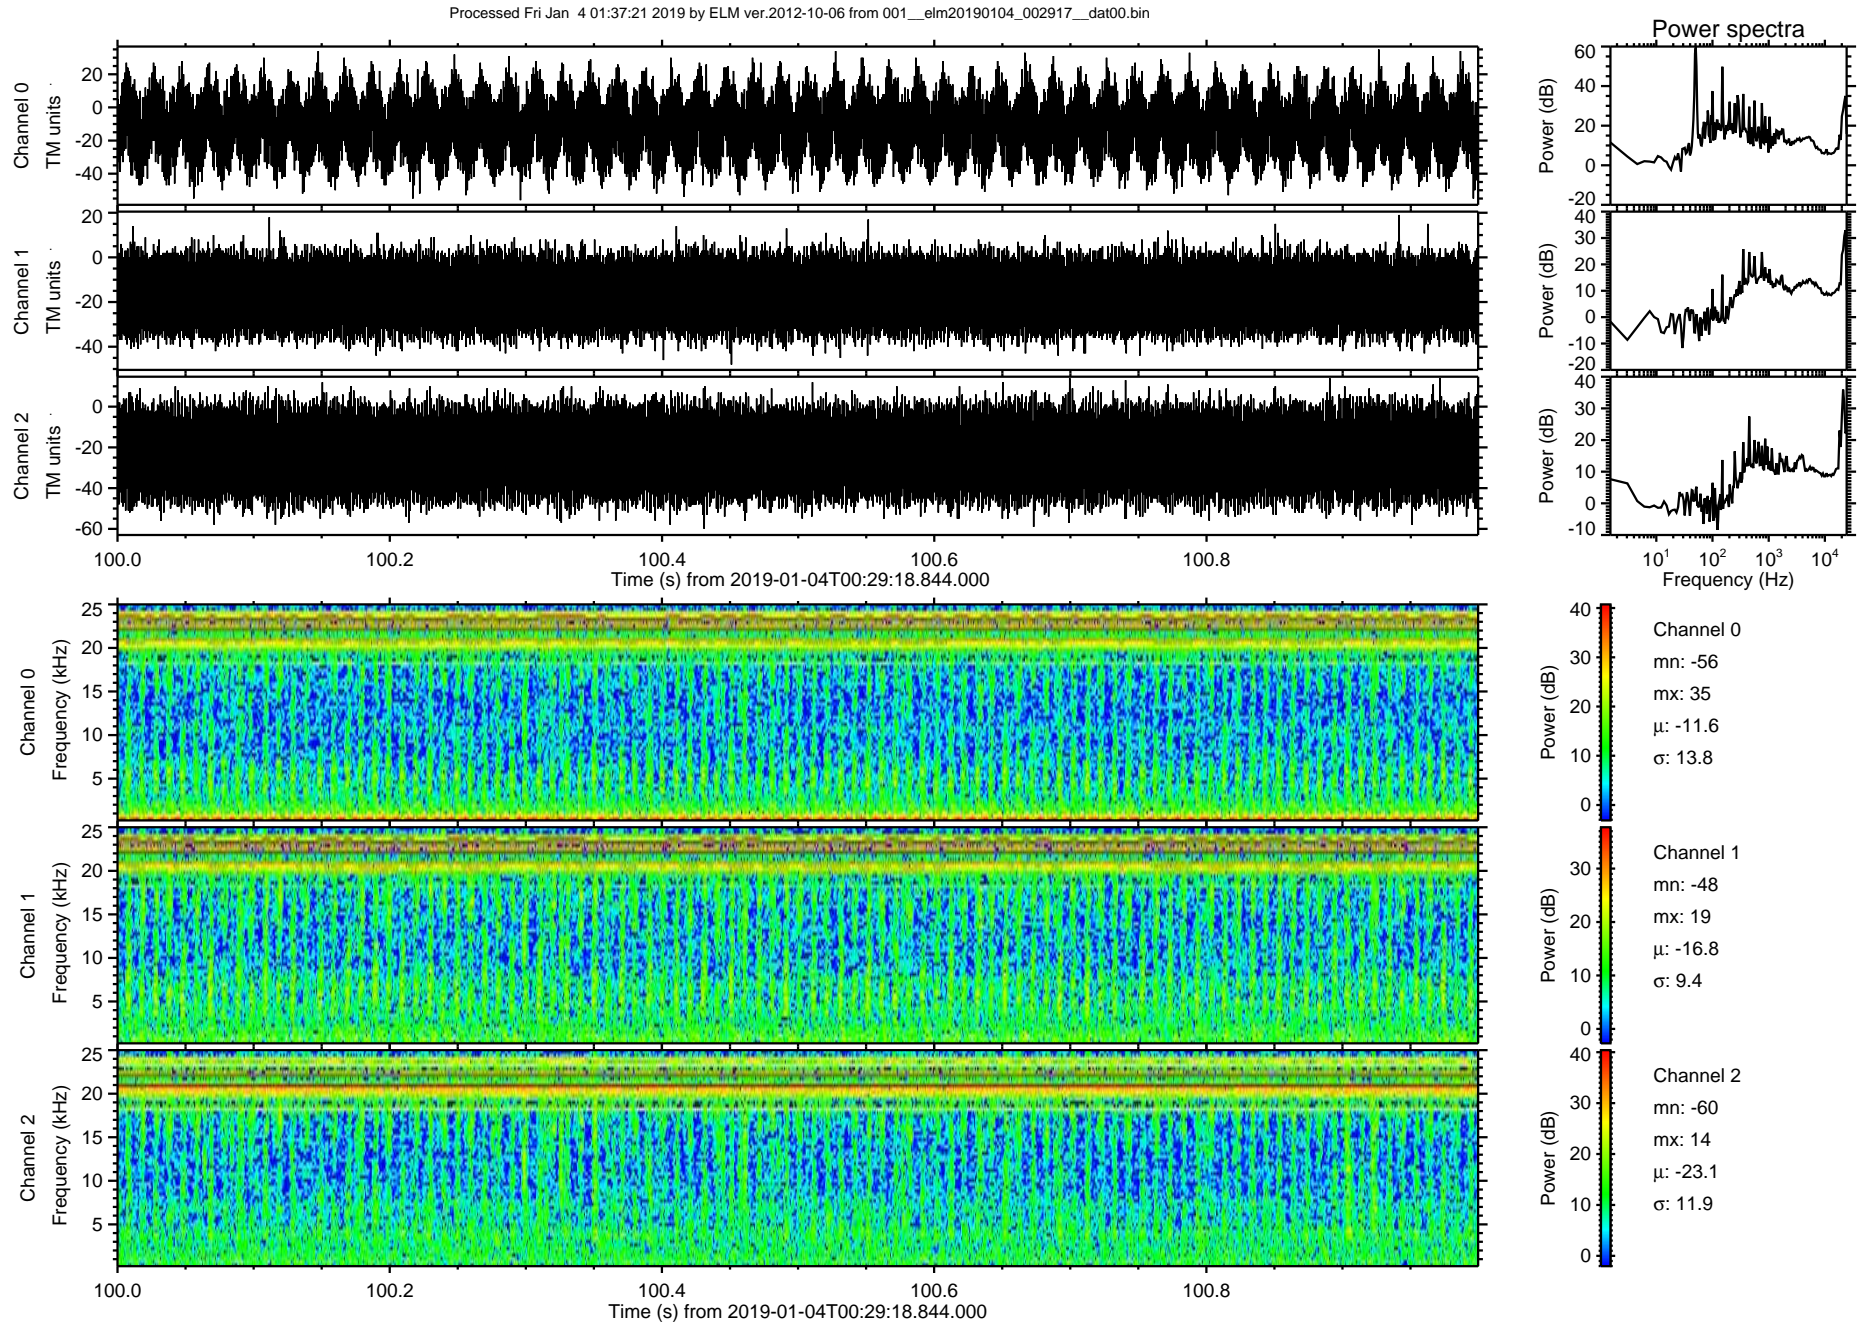 Processed Fri Jan  4 01:37:21 2019 by ELM ver.2012-10-06 from 001__elm20190104_002917__dat00.bin
Power spectra
Channel 0
TM units
20
0
-20
-40
Power (dB)
60
40
20
0
-20
Channel 1
TM units
20
0
-20
-40
Power (dB)
40
30
20
10
0
-10
-20
Channel 2
TM units
0
-20
-40
-60
Power (dB)
40
30
20
10
0
-10
100.0 100.2 100.4 100.6 100.8
Time (s) from 2019-01-04T00:29:18.844.000
10¹ 10² 10³ 10⁴
Frequency (Hz)
Channel 0
Frequency (kHz)
25
20
15
10
5
Power (dB)
40
30
20
10
0
Channel 0
mn: -56
mx: 35
μ: -11.6
σ: 13.8
Channel 1
Frequency (kHz)
25
20
15
10
5
Power (dB)
30
20
10
0
Channel 1
mn: -48
mx: 19
μ: -16.8
σ: 9.4
Channel 2
Frequency (kHz)
25
20
15
10
5
Power (dB)
40
30
20
10
0
Channel 2
mn: -60
mx: 14
μ: -23.1
σ: 11.9
100.0 100.2 100.4 100.6 100.8
Time (s) from 2019-01-04T00:29:18.844.000